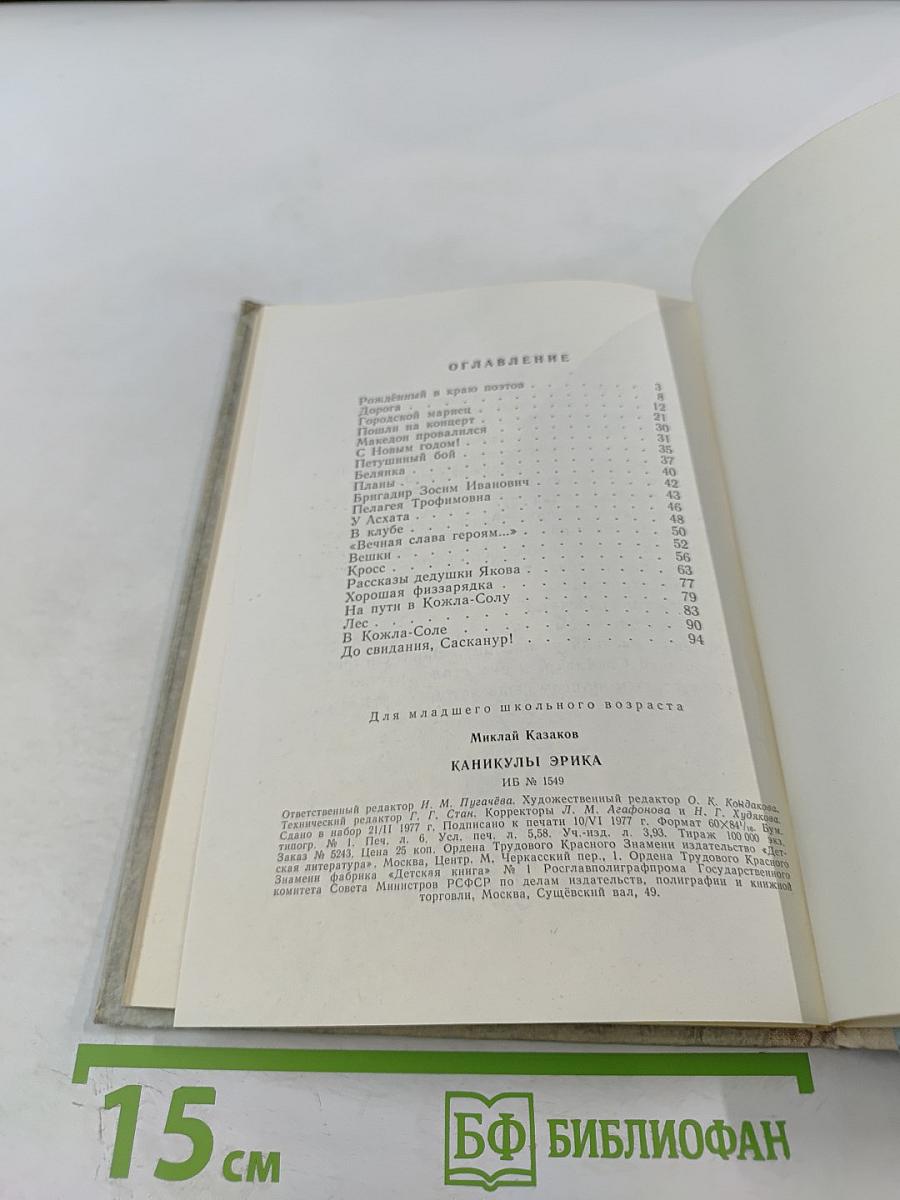 ОГЛАВЛЕНИЕ
Рождённый в краю поэтов . . . . . . . 3
Дорога . . . . . . . . . . . . 8
Городской мариец . . . . . . . . . 12
Пошли на концерт . . . . . . . . . 21
Македон провалился . . . . . . . . 30
С Новым годом! . . . . . . . . . 31
Петушиный бой . . . . . . . . . . 35
Белянка . . . . . . . . . . . . 37
Планы . . . . . . . . . . . . 40
Бригадир Зосим Иванович . . . . . . . 42
Пелагея Трофимовна . . . . . . . . 43
У Асхата . . . . . . . . . . . . 46
В клубе . . . . . . . . . . . . 48
«Вечная слава героям...» . . . . . . . 50
Вешки . . . . . . . . . . . . 52
Кросс . . . . . . . . . . . . 56
Рассказы дедушки Якова . . . . . . . 63
Хорошая физзарядка . . . . . . . . 77
На пути в Кожла-Солу . . . . . . . . 79
Лес . . . . . . . . . . . . . 83
В Кожла-Соле . . . . . . . . . . 90
До свидания, Сасканур! . . . . . . . . 94
Для младшего школьного возраста
Миклай Казаков
КАНИКУЛЫ ЭРИКА
ИБ № 1549
Ответственный редактор И. М. Пугачёва. Художественный редактор О. К. Кондакова.
Технический редактор Г. Г. Стан. Корректоры Л. М. Агафонова и Н. Г. Худякова.
Сдано в набор 21/II 1977 г. Подписано к печати 10/VI 1977 г. Формат 60×84¹/₁₆. Бум.
типогр. № 1. Печ. л. 6. Усл. печ. л. 5,58. Уч.-изд. л. 3,93. Тираж 100 000 экз.
Заказ № 5243. Цена 25 коп. Ордена Трудового Красного Знамени издательство «Дет-
ская литература». Москва, Центр, М. Черкасский пер., 1. Ордена Трудового Красного
Знамени фабрика «Детская книга» № 1 Росглавполиграфпрома Государственного
комитета Совета Министров РСФСР по делам издательств, полиграфии и книжной
торговли, Москва, Сущёвский вал, 49.
15 см
БФ БИБЛИОФАН